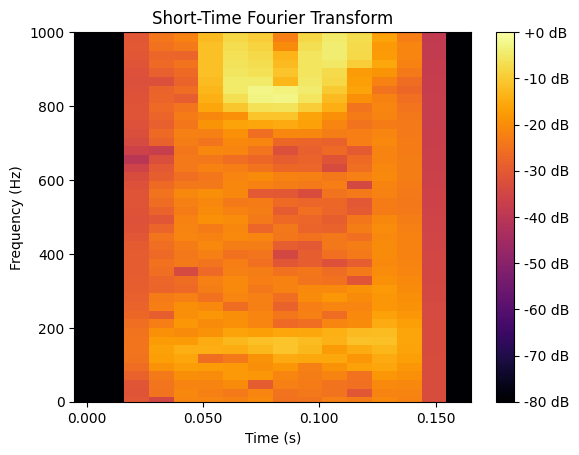 Short-Time Fourier Transform
Frequency (Hz)
1000
800
600
400
200
0
0.000
0.050
0.100
0.150
Time (s)
+0 dB
-10 dB
-20 dB
-30 dB
-40 dB
-50 dB
-60 dB
-70 dB
-80 dB